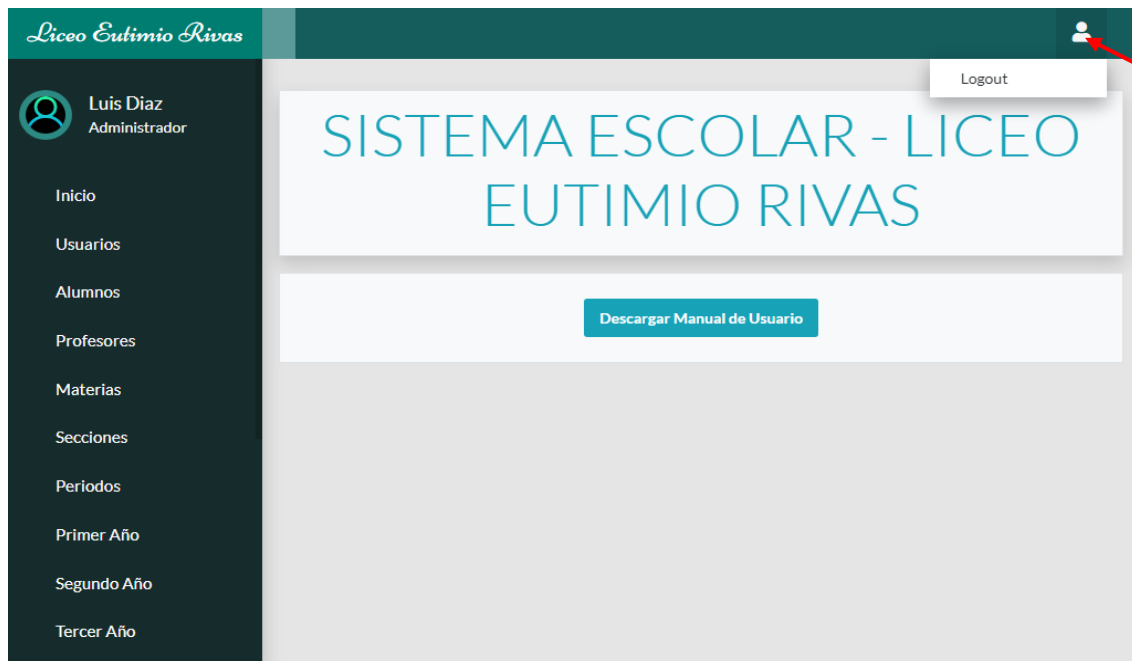 Liceo Eutimio Rivas
Logout
Luis Diaz
Administrador
Inicio
Usuarios
Alumnos
Profesores
Materias
Secciones
Periodos
Primer Año
Segundo Año
Tercer Año
SISTEMA ESCOLAR - LICEO
EUTIMIO RIVAS
Descargar Manual de Usuario